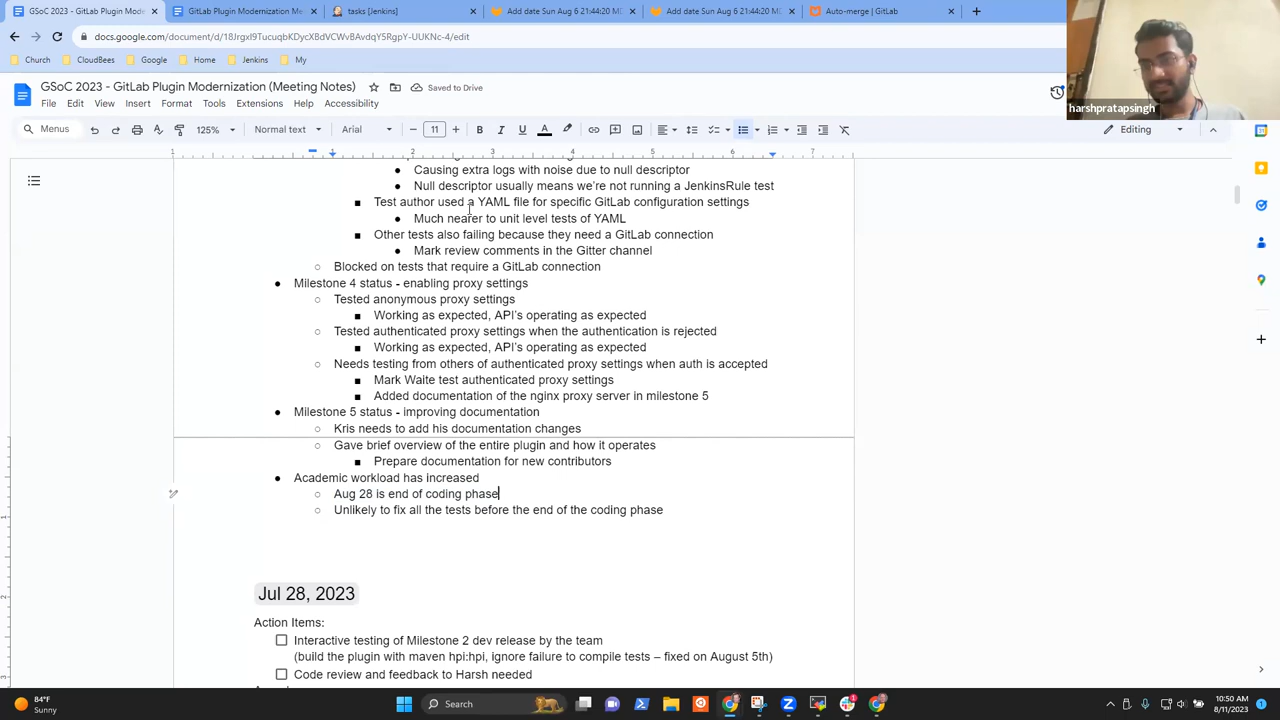 GSoC 2023 - GitLab Plugin Mode
GitLab Plugin Modernization: M
tasks [Jenkins]
Add date Sun Aug 6 21:44:20 M
Add date Sun Aug 6 21:44:20 M
Auto-merge | GitLab
docs.google.com/document/d/18JrgxI9TucuqbKDycXBdVCWvBAvdqY5RgpY-UUKNc-4/edit
Church
CloudBees
Google
Home
Jenkins
My
GSoC 2023 - GitLab Plugin Modernization (Meeting Notes)
Saved to Drive
File Edit View Insert Format Tools Extensions Help Accessibility
harshpratapsingh
Menus
125%
Normal text
Arial
11
Editing
1 1 2 3 4 5 6 7
Causing extra logs with noise due to null descriptor
Null descriptor usually means we're not running a JenkinsRule test
Test author used a YAML file for specific GitLab configuration settings
Much nearer to unit level tests of YAML
Other tests also failing because they need a GitLab connection
Mark review comments in the Gitter channel
Blocked on tests that require a GitLab connection
Milestone 4 status - enabling proxy settings
Tested anonymous proxy settings
Working as expected, API's operating as expected
Tested authenticated proxy settings when the authentication is rejected
Working as expected, API's operating as expected
Needs testing from others of authenticated proxy settings when auth is accepted
Mark Waite test authenticated proxy settings
Added documentation of the nginx proxy server in milestone 5
Milestone 5 status - improving documentation
Kris needs to add his documentation changes
Gave brief overview of the entire plugin and how it operates
Prepare documentation for new contributors
Academic workload has increased
Aug 28 is end of coding phase
Unlikely to fix all the tests before the end of the coding phase
Jul 28, 2023
Action Items:
Interactive testing of Milestone 2 dev release by the team
(build the plugin with maven hpi:hpi, ignore failure to compile tests – fixed on August 5th)
Code review and feedback to Harsh needed
84°F
Sunny
Search
10:50 AM
8/11/2023